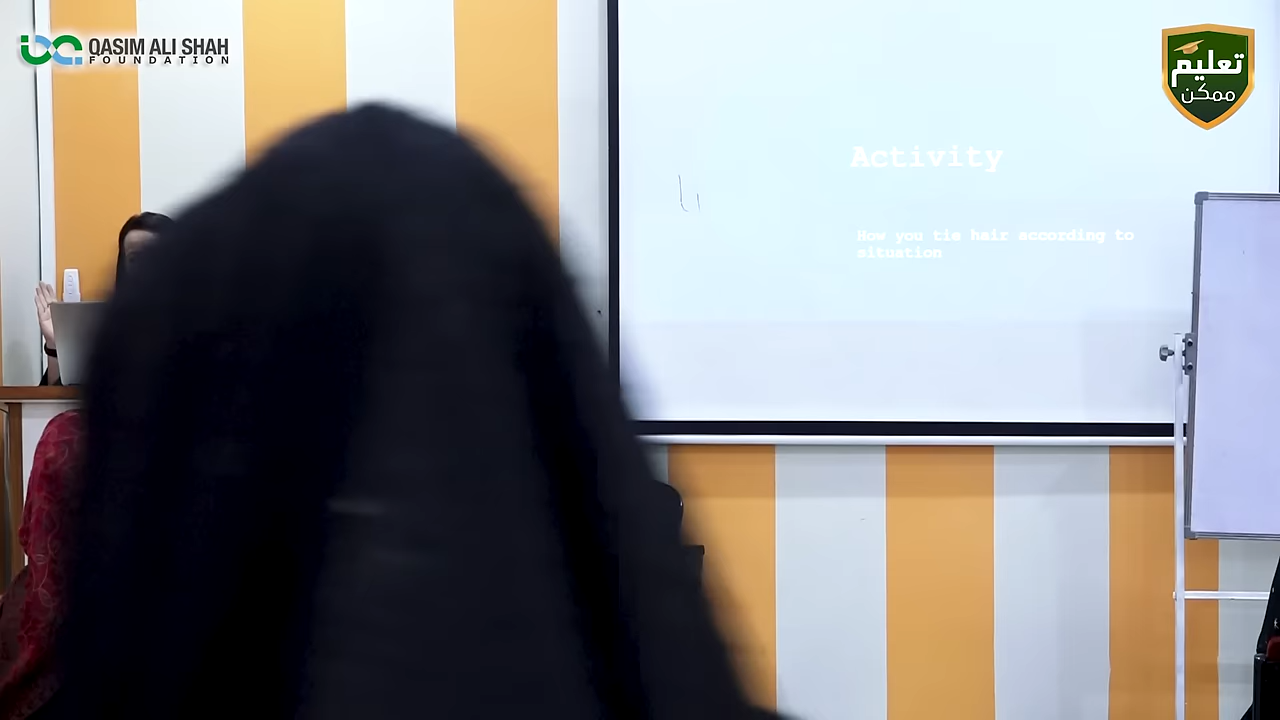 QASIM ALI SHAH
FOUNDATION
تعلیم
ممکن
Activity
How you tie hair according to
situation